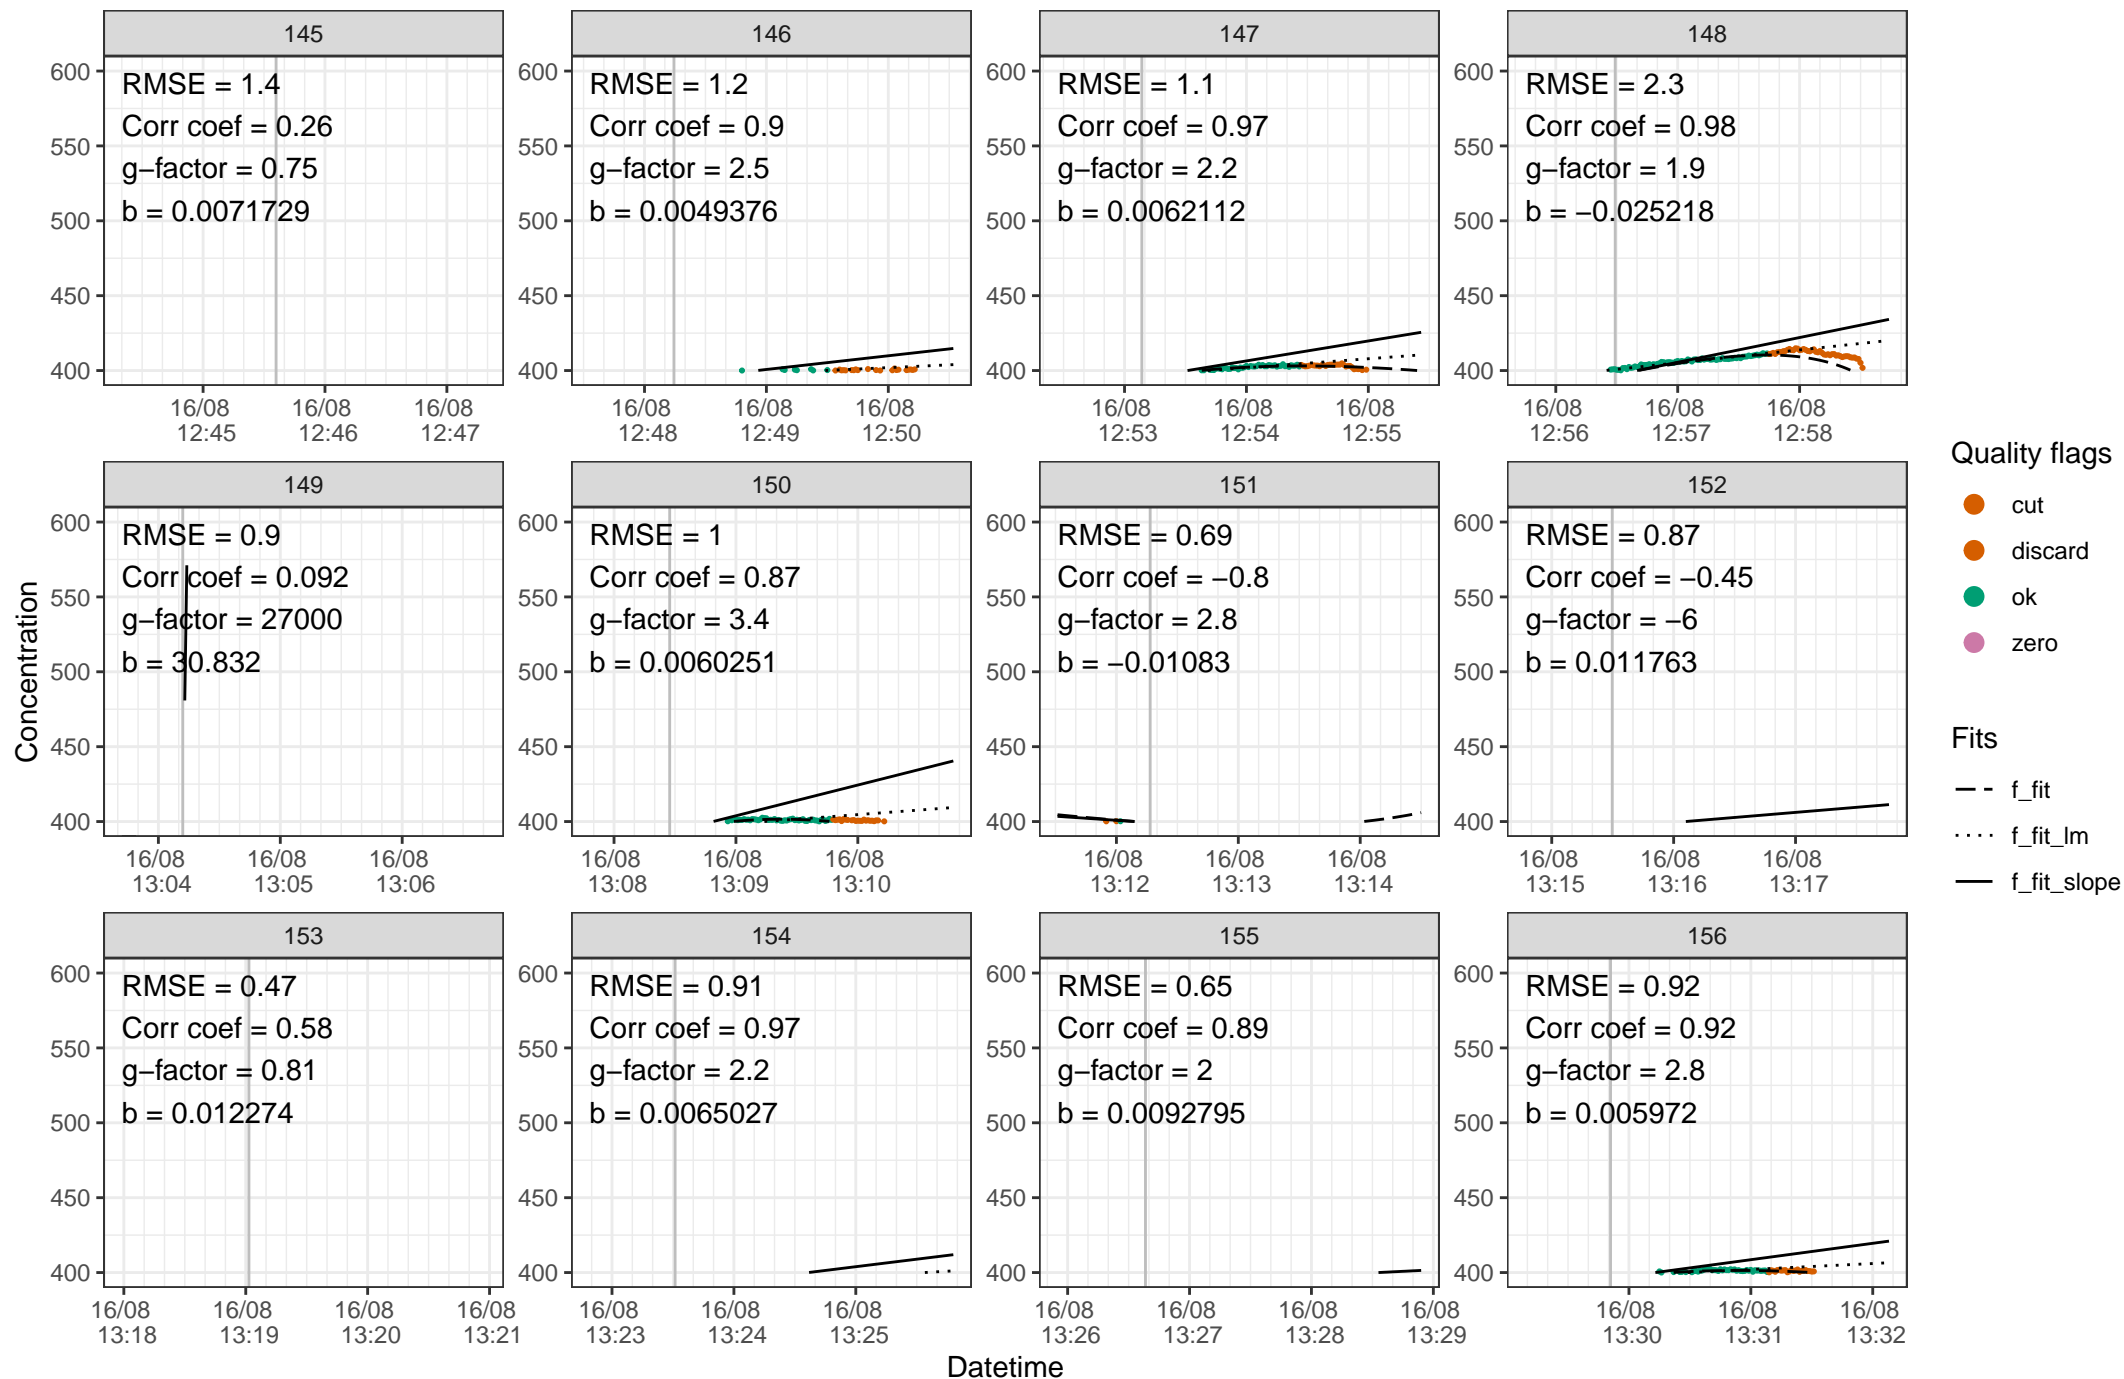 145 146 147 148
600 600 600 600
RMSE = 1.4 RMSE = 1.2 RMSE = 1.1 RMSE = 2.3
Corr coef = 0.26 Corr coef = 0.9 Corr coef = 0.97 Corr coef = 0.98
550 550 550 550
g−factor = 0.75 g−factor = 2.5 g−factor = 2.2 g−factor = 1.9
b = 0.0071729 b = 0.0049376 b = 0.0062112 b = −0.025218
500 500 500 500
450 450 450 450
400 400 400 400
16/08 16/08 16/08 16/08 16/08 16/08 16/08 16/08 16/08 16/08 16/08 16/08
12:45 12:46 12:47 12:48 12:49 12:50 12:53 12:54 12:55 12:56 12:57 12:58
149 150 151 152
600 600 600 600
RMSE = 0.9 RMSE = 1 RMSE = 0.69 RMSE = 0.87
Corr coef = 0.092 Corr coef = 0.87 Corr coef = −0.8 Corr coef = −0.45
550 550 550 550
g−factor = 27000 g−factor = 3.4 g−factor = 2.8 g−factor = −6
b = 30.832 b = 0.0060251 b = −0.01083 b = 0.011763
500 500 500 500
450 450 450 450
400 400 400 400
16/08 16/08 16/08 16/08 16/08 16/08 16/08 16/08 16/08 16/08 16/08 16/08
13:04 13:05 13:06 13:08 13:09 13:10 13:12 13:13 13:14 13:15 13:16 13:17
153 154 155 156
600 600 600 600
RMSE = 0.47 RMSE = 0.91 RMSE = 0.65 RMSE = 0.92
Corr coef = 0.58 Corr coef = 0.97 Corr coef = 0.89 Corr coef = 0.92
550 550 550 550
g−factor = 0.81 g−factor = 2.2 g−factor = 2 g−factor = 2.8
b = 0.012274 b = 0.0065027 b = 0.0092795 b = 0.005972
500 500 500 500
450 450 450 450
400 400 400 400
16/08 16/08 16/08 16/08 16/08 16/08 16/08 16/08 16/08 16/08 16/08 16/08 16/08 16/08
13:18 13:19 13:20 13:21 13:23 13:24 13:25 13:26 13:27 13:28 13:29 13:30 13:31 13:32
Datetime
Concentration
Quality flags
cut
discard
ok
zero
Fits
f_fit
f_fit_lm
f_fit_slope